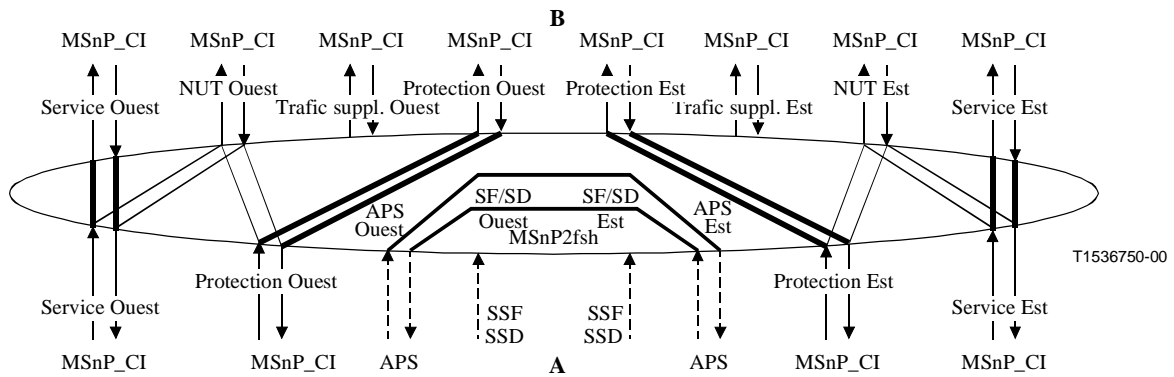 B
MSnP_CI MSnP_CI MSnP_CI MSnP_CI MSnP_CI MSnP_CI MSnP_CI MSnP_CI
NUT Ouest Protection Ouest Protection Est NUT Est
Service Ouest Trafic suppl. Ouest Trafic suppl. Est Service Est
SF/SD SF/SD
APS Ouest
APS Est
Ouest Est
MSnP2fsh
T1536750-00
Protection Ouest Protection Est
Service Ouest Service Est
SSF SSF
SSD SSD
MSnP_CI MSnP_CI APS A APS MSnP_CI MSnP_CI